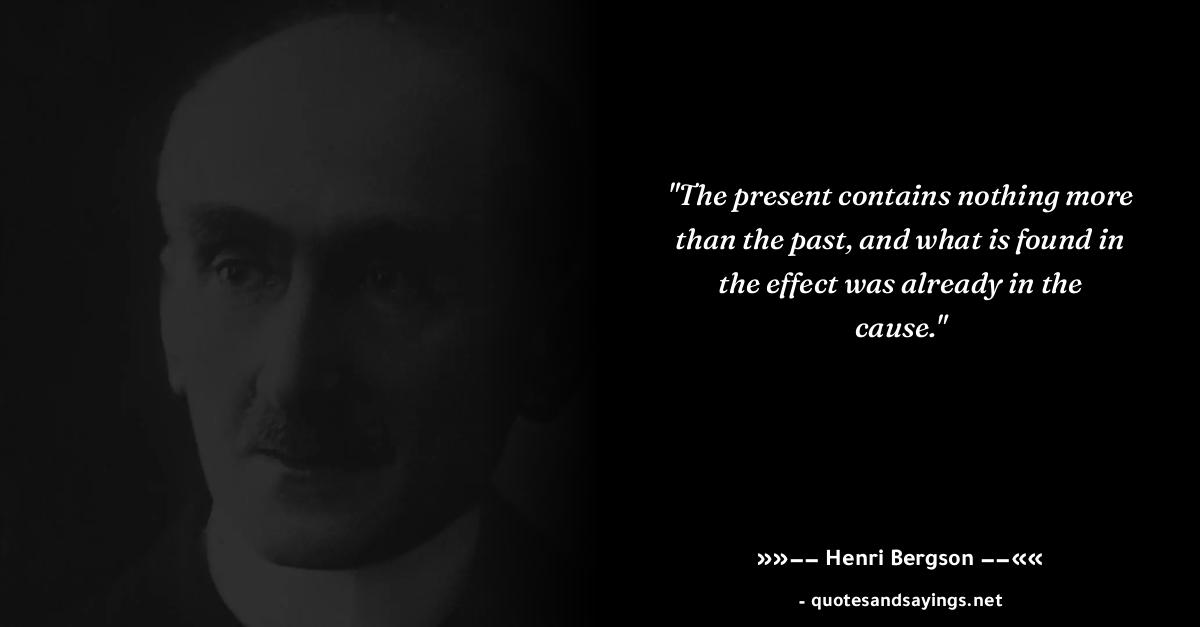 "The present contains nothing more
than the past, and what is found in
the effect was already in the
cause."
»»−− Henri Bergson −−««
- quotesandsayings.net